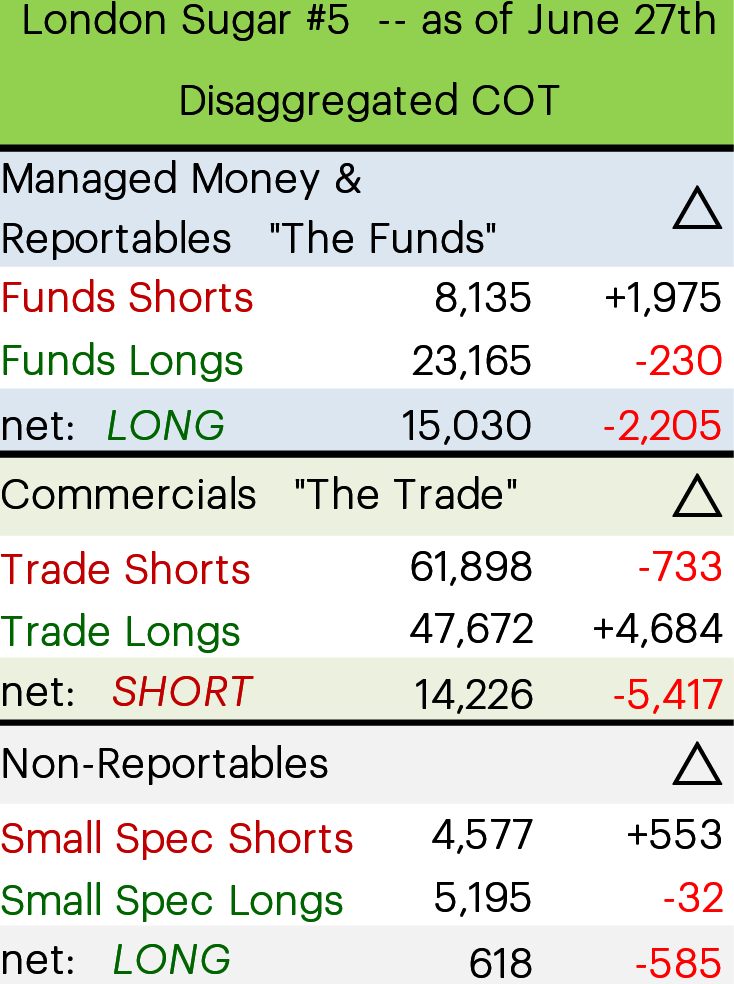 London Sugar #5 -- as of June 27th
Disaggregated COT
Managed Money &
Reportables "The Funds" △
Funds Shorts 8,135 +1,975
Funds Longs 23,165 -230
net: LONG 15,030 -2,205
Commercials "The Trade" △
Trade Shorts 61,898 -733
Trade Longs 47,672 +4,684
net: SHORT 14,226 -5,417
Non-Reportables △
Small Spec Shorts 4,577 +553
Small Spec Longs 5,195 -32
net: LONG 618 -585